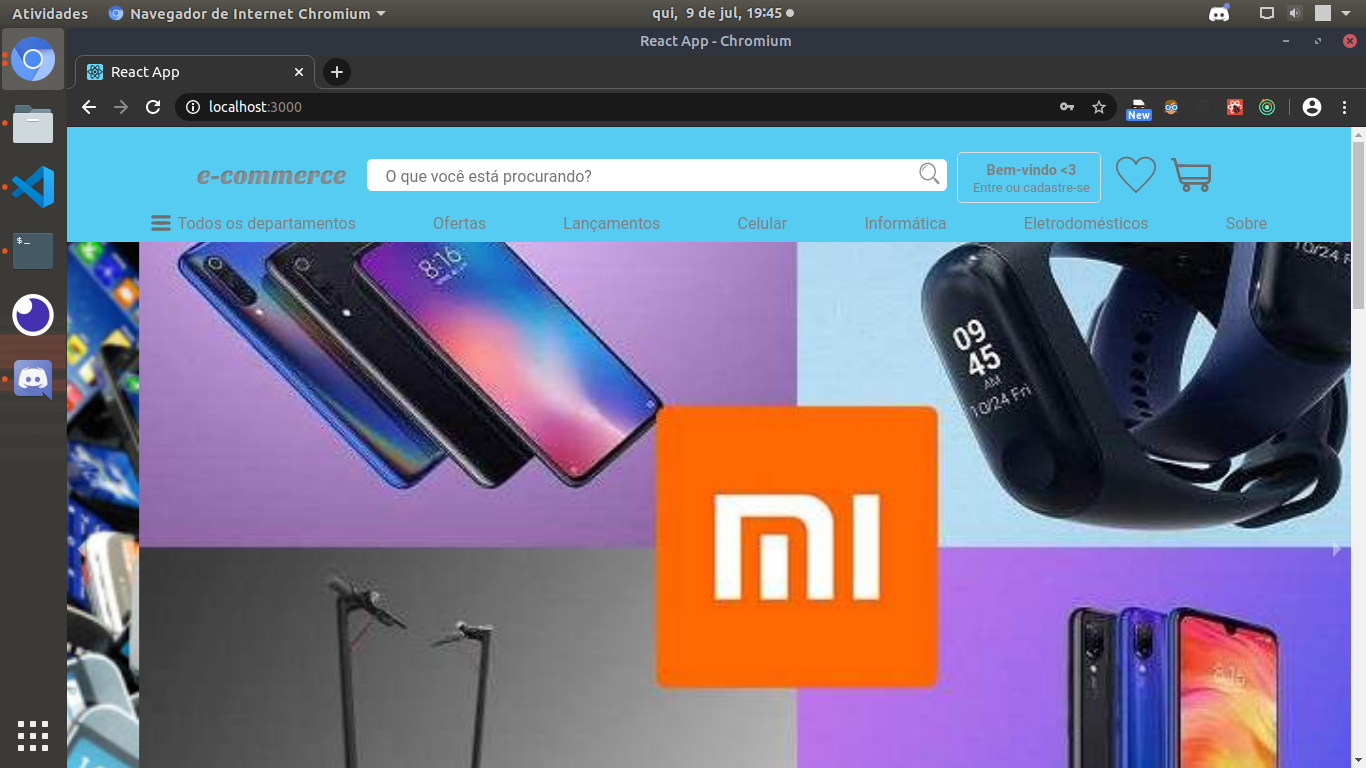 Atividades
Navegador de Internet Chromium
qui, 9 de jul, 19:45
React App - Chromium
React App
localhost:3000
New
e-commerce
O que você está procurando?
Bem-vindo <3
Entre ou cadastre-se
Todos os departamentos
Ofertas
Lançamentos
Celular
Informática
Eletrodomésticos
Sobre
8:16
09
45
AM
10/24 Fri
10/24 F
mi
8:16